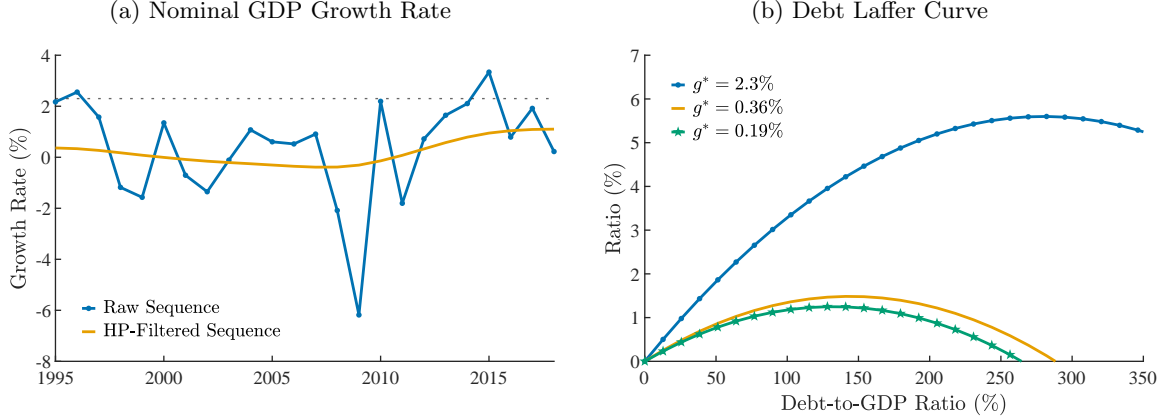 (a) Nominal GDP Growth Rate
4
2
0
-2
-4
-6
-8
Growth Rate (%)
Raw Sequence
HP-Filtered Sequence
1995
2000
2005
2010
2015
(b) Debt Laffer Curve
7
6
5
4
3
2
1
0
Ratio (%)
g* = 2.3%
g* = 0.36%
g* = 0.19%
0
50
100
150
200
250
300
350
Debt-to-GDP Ratio (%)